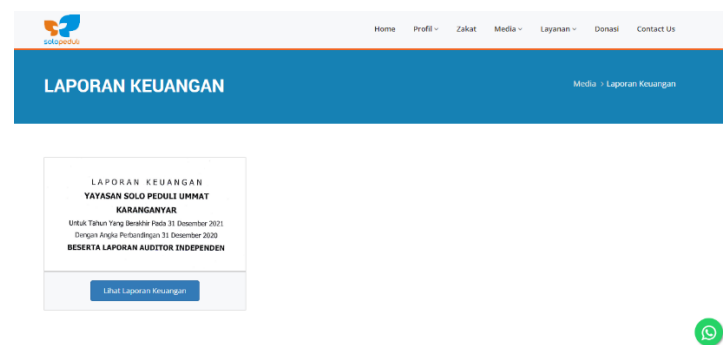 solopeduli
Home Profil Zakat Media Layanan Donasi Contact Us
LAPORAN KEUANGAN
Media > Laporan Keuangan
LAPORAN KEUANGAN
YAYASAN SOLO PEDULI UMMAT
KARANGANYAR
Untuk Tahun Yang Berakhir Pada 31 Desember 2021
Dengan Angka Perbandingan 31 Desember 2020
BESERTA LAPORAN AUDITOR INDEPENDEN
Lihat Laporan Keuangan